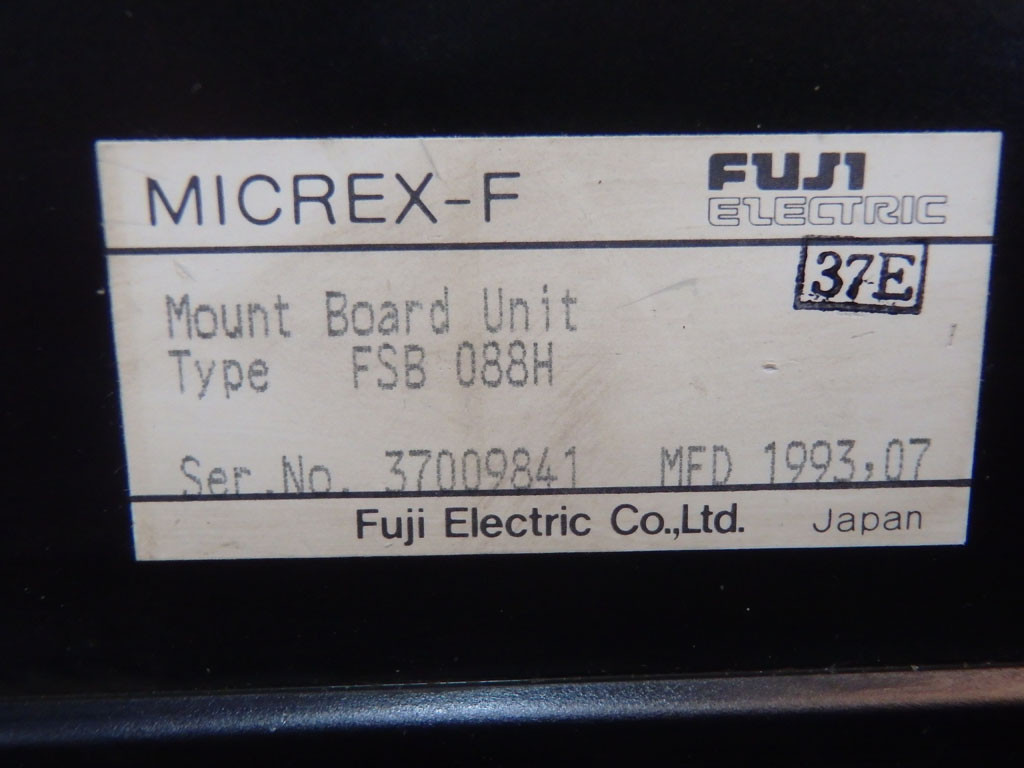 MICREX-F
FUJI
ELECTRIC
37E
Mount Board Unit
Type FSB 088H
Ser.No. 37009841 MFD 1993,07
Fuji Electric Co.,Ltd. Japan